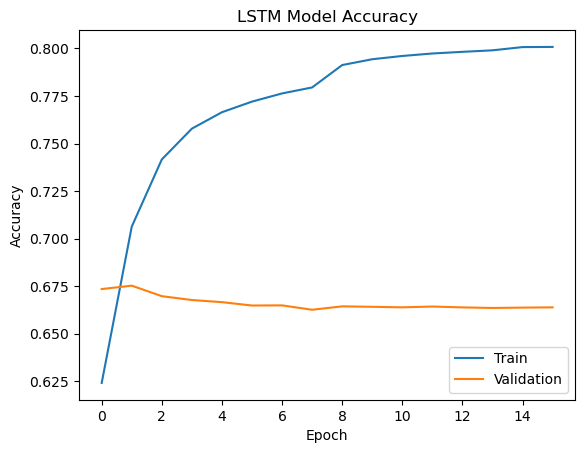 LSTM Model Accuracy
0.800
0.775
0.750
0.725
0.700
0.675
0.650
0.625
Accuracy
Train
Validation
0 2 4 6 8 10 12 14
Epoch